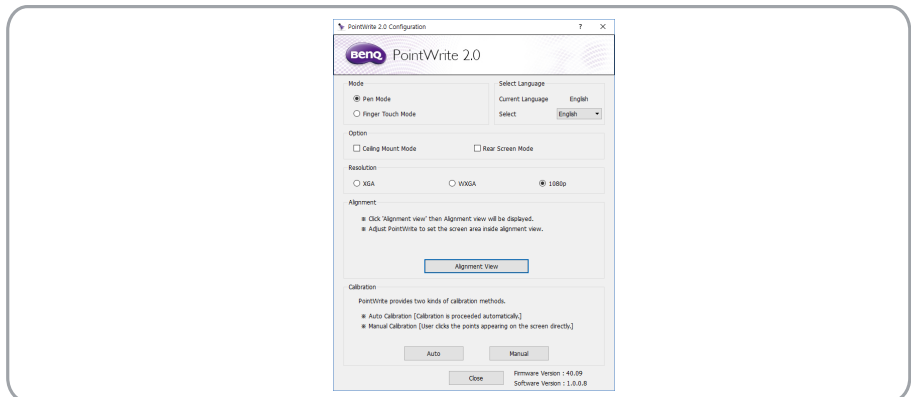 PointWrite 2.0 Configuration ? ×
BenQ PointWrite 2.0
Mode
Pen Mode
Finger Touch Mode
Select Language
Current Language English
Select English
Option
Ceiling Mount Mode Rear Screen Mode
Resolution
XGA WXGA 1080p
Alignment
※ Click 'Alignment view' then Alignment view will be displayed.
※ Adjust PointWrite to set the screen area inside alignment view.
Alignment View
Calibration
PointWrite provides two kinds of calibration methods.
※ Auto Calibration [Calibration is proceeded automatically.]
※ Manual Calibration [User clicks the points appearing on the screen directly.]
Auto Manual
Close
Firmware Version : 40.09
Software Version : 1.0.0.8